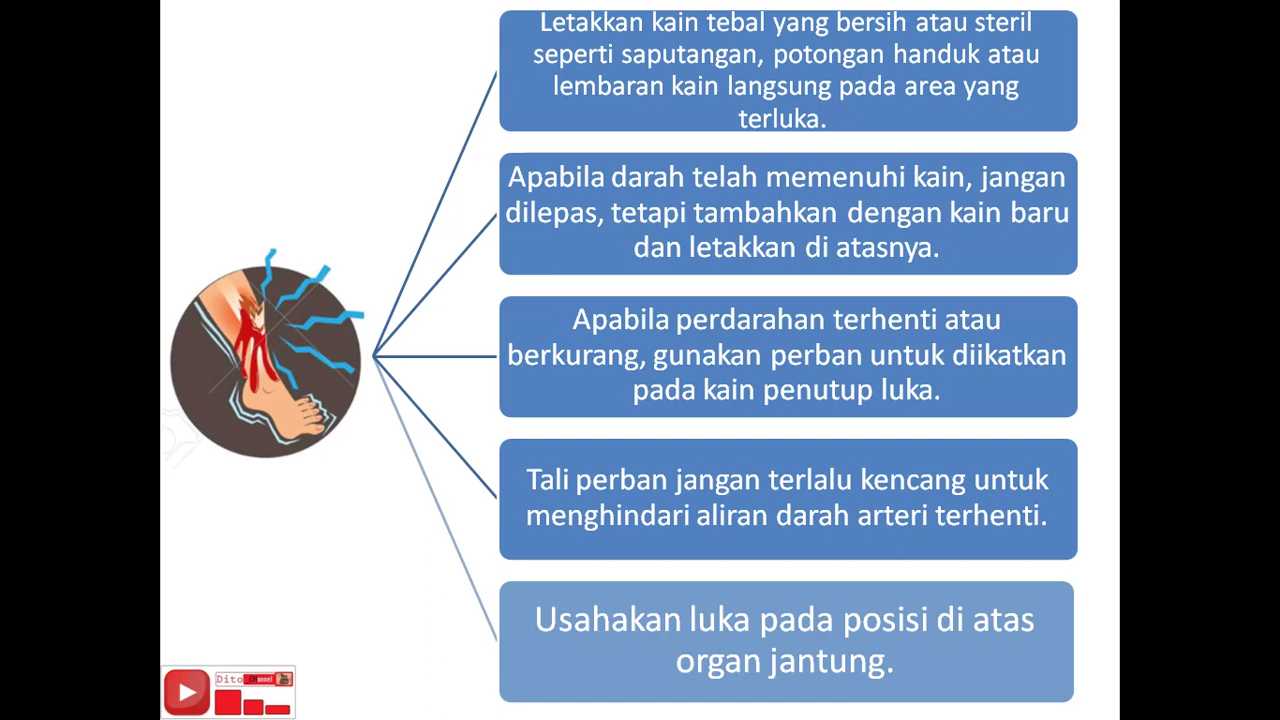 Letakkan kain tebal yang bersih atau steril
seperti saputangan, potongan handuk atau
lembaran kain langsung pada area yang
terluka.
Apabila darah telah memenuhi kain, jangan
dilepas, tetapi tambahkan dengan kain baru
dan letakkan di atasnya.
Apabila perdarahan terhenti atau
berkurang, gunakan perban untuk diikatkan
pada kain penutup luka.
Tali perban jangan terlalu kencang untuk
menghindari aliran darah arteri terhenti.
Usahakan luka pada posisi di atas
organ jantung.
Dito